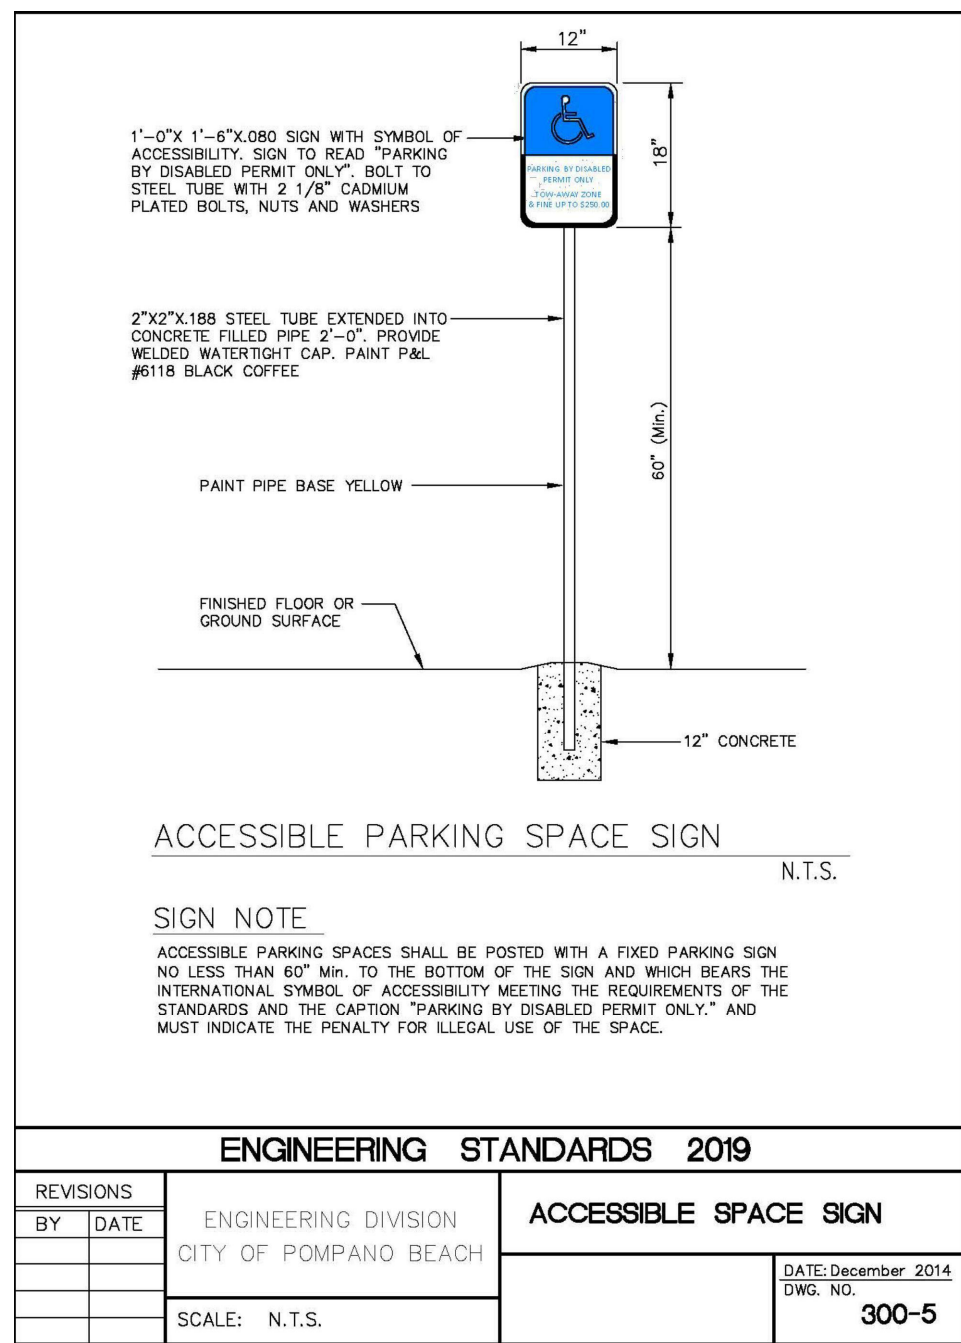 12"
1'-0"X 1'-6"X.080 SIGN WITH SYMBOL OF
ACCESSIBILITY. SIGN TO READ "PARKING
BY DISABLED PERMIT ONLY". BOLT TO
STEEL TUBE WITH 2 1/8" CADMIUM
PLATED BOLTS, NUTS AND WASHERS
PARKING BY DISABLED
PERMIT ONLY
TOW-AWAY ZONE
& FINE UP TO $250.00
18"
2"X2"X.188 STEEL TUBE EXTENDED INTO
CONCRETE FILLED PIPE 2'-0". PROVIDE
WELDED WATERTIGHT CAP. PAINT P&L
#6118 BLACK COFFEE
60" (Min.)
PAINT PIPE BASE YELLOW
FINISHED FLOOR OR
GROUND SURFACE
12" CONCRETE
ACCESSIBLE PARKING SPACE SIGN
N.T.S.
SIGN NOTE
ACCESSIBLE PARKING SPACES SHALL BE POSTED WITH A FIXED PARKING SIGN
NO LESS THAN 60" Min. TO THE BOTTOM OF THE SIGN AND WHICH BEARS THE
INTERNATIONAL SYMBOL OF ACCESSIBILITY MEETING THE REQUIREMENTS OF THE
STANDARDS AND THE CAPTION "PARKING BY DISABLED PERMIT ONLY." AND
MUST INDICATE THE PENALTY FOR ILLEGAL USE OF THE SPACE.
ENGINEERING STANDARDS 2019
REVISIONS
BY DATE
ENGINEERING DIVISION
CITY OF POMPANO BEACH
SCALE: N.T.S.
ACCESSIBLE SPACE SIGN
DATE: December 2014
DWG. NO.
300-5